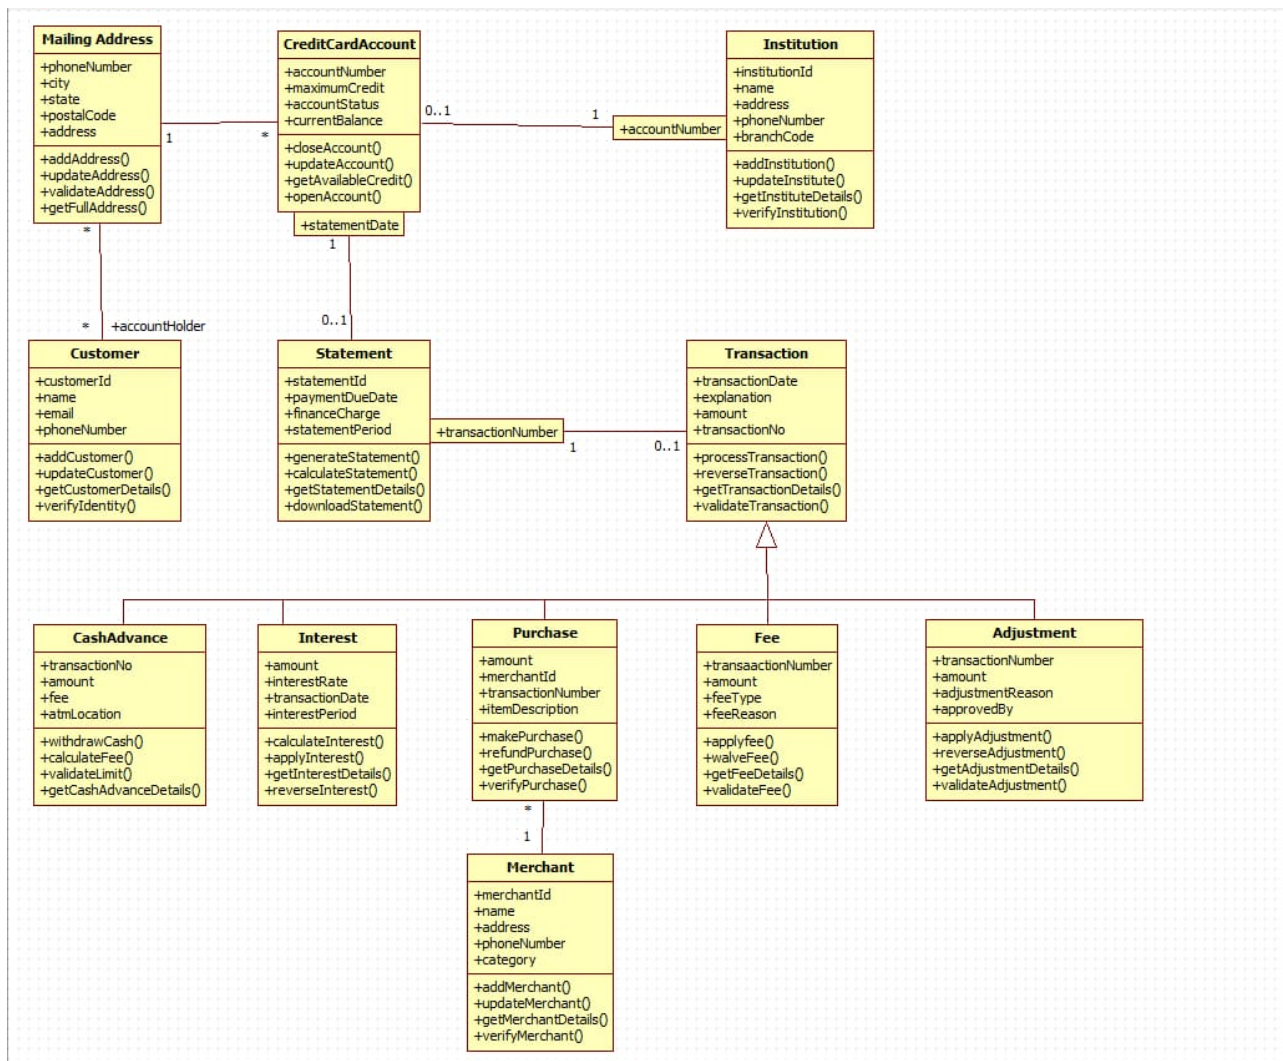 Mailing Address
+phoneNumber
+city
+state
+postalCode
+address
+addAddress()
+updateAddress()
+validateAddress()
+getFullAddress()
CreditCardAccount
+accountNumber
+maximumCredit
+accountStatus
+currentBalance
+closeAccount()
+updateAccount()
+getAvailableCredit()
+openAccount()
+statementDate
Institution
+institutionId
+name
+address
+phoneNumber
+branchCode
+addInstitution()
+updateInstitute()
+getInstituteDetails()
+verifyInstitution()
+accountNumber
1
*
0..1
1
*
* +accountHolder
1
0..1
Customer
+customerId
+name
+email
+phoneNumber
+addCustomer()
+updateCustomer()
+getCustomerDetails()
+verifyIdentity()
Statement
+statementId
+paymentDueDate
+financeCharge
+statementPeriod
+generateStatement()
+calculateStatement()
+getStatementDetails()
+downloadStatement()
+transactionNumber
1
0..1
Transaction
+transactionDate
+explanation
+amount
+transactionNo
+processTransaction()
+reverseTransaction()
+getTransactionDetails()
+validateTransaction()
CashAdvance
+transactionNo
+amount
+fee
+atmLocation
+withdrawCash()
+calculateFee()
+validateLimit()
+getCashAdvanceDetails()
Interest
+amount
+interestRate
+transactionDate
+interestPeriod
+calculateInterest()
+applyInterest()
+getInterestDetails()
+reverseInterest()
Purchase
+amount
+merchantId
+transactionNumber
+itemDescription
+makePurchase()
+refundPurchase()
+getPurchaseDetails()
+verifyPurchase()
Fee
+transaactionNumber
+amount
+feeType
+feeReason
+applyfee()
+walveFee()
+getFeeDetails()
+validateFee()
Adjustment
+transactionNumber
+amount
+adjustmentReason
+approvedBy
+applyAdjustment()
+reverseAdjustment()
+getAdjustmentDetails()
+validateAdjustment()
*
1
Merchant
+merchantId
+name
+address
+phoneNumber
+category
+addMerchant()
+updateMerchant()
+getMerchantDetails()
+verifyMerchant()